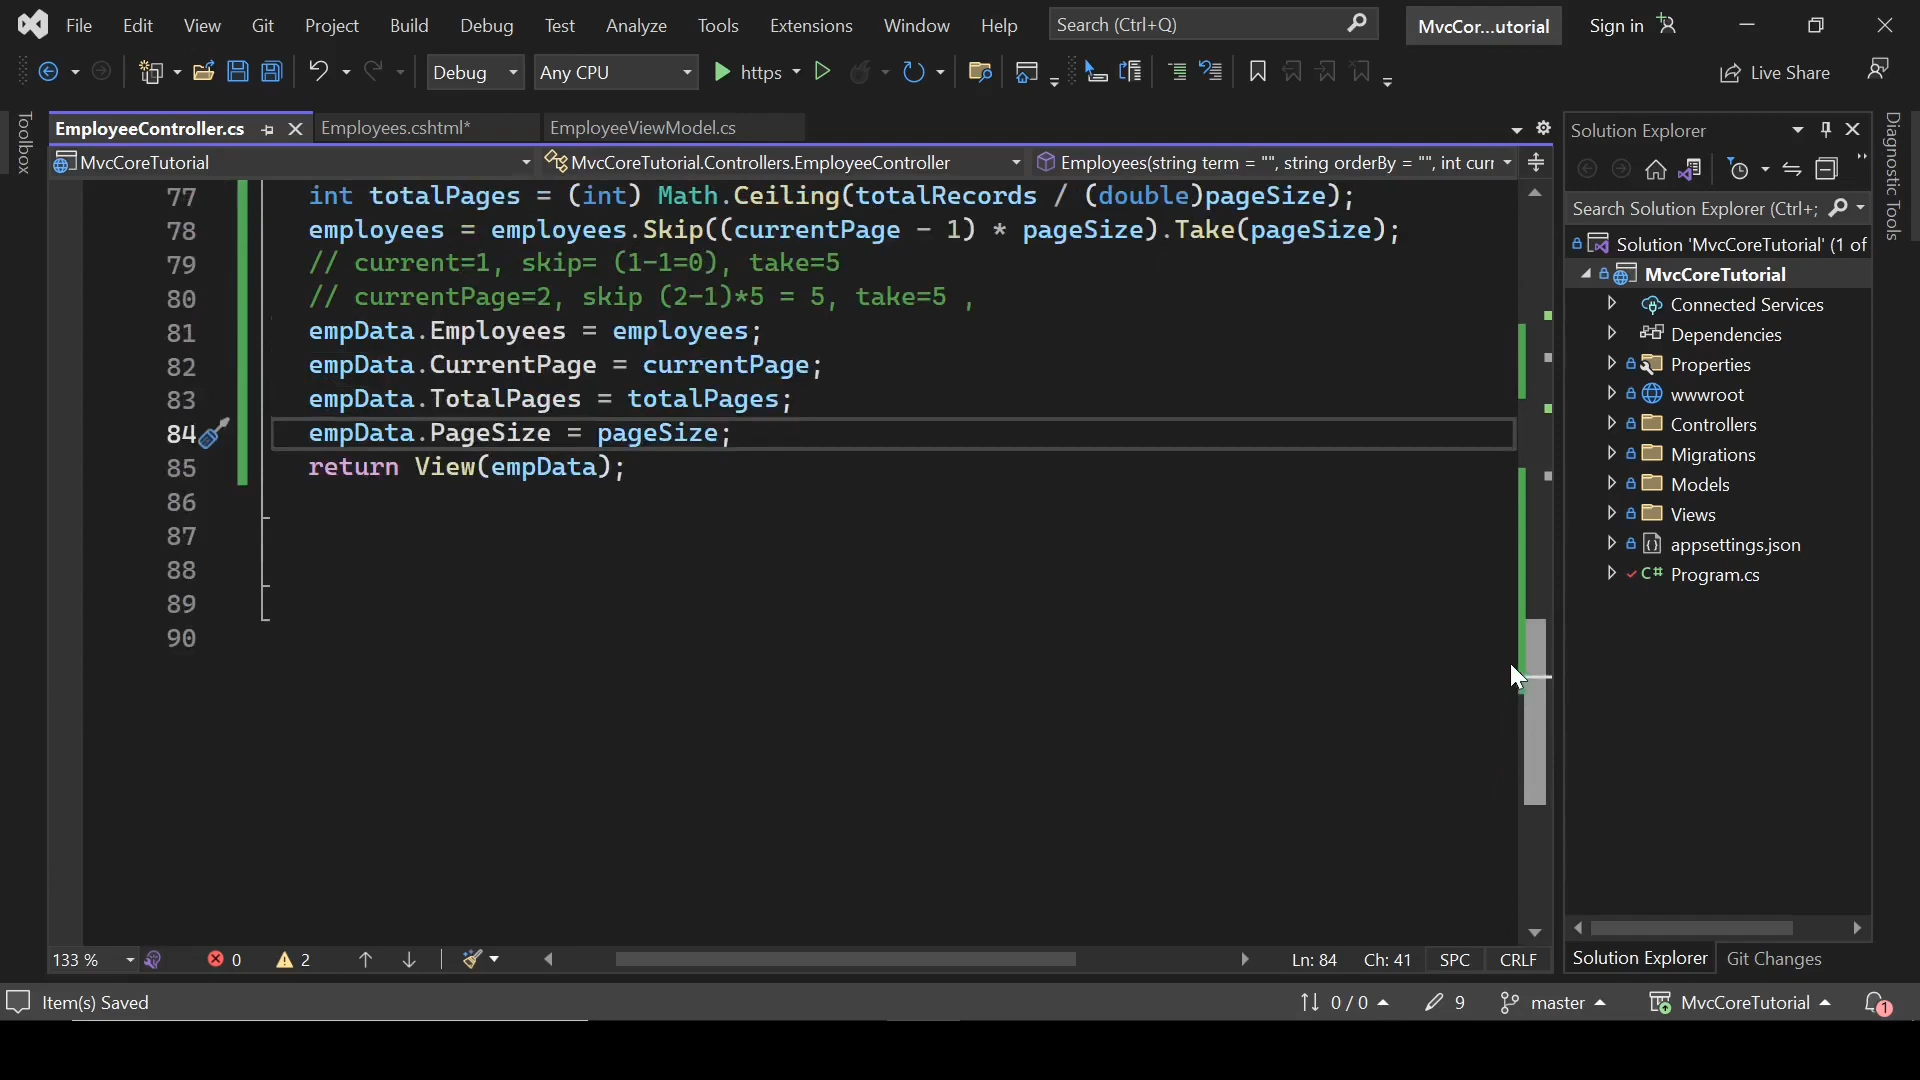 File Edit View Git Project Build Debug Test Analyze Tools Extensions Window Help Search (Ctrl+Q) MvcCor...utorial Sign in
Debug Any CPU https Live Share
Toolbox
EmployeeController.cs Employees.cshtml* EmployeeViewModel.cs
MvcCoreTutorial MvcCoreTutorial.Controllers.EmployeeController Employees(string term = "", string orderBy = "", int curr
77 int totalPages = (int) Math.Ceiling(totalRecords / (double)pageSize);
78 employees = employees.Skip((currentPage - 1) * pageSize).Take(pageSize);
79 // current=1, skip= (1-1=0), take=5
80 // currentPage=2, skip (2-1)*5 = 5, take=5 ,
81 empData.Employees = employees;
82 empData.CurrentPage = currentPage;
83 empData.TotalPages = totalPages;
84 empData.PageSize = pageSize;
85 return View(empData);
86
87
88
89
90
133 % 0 2 Ln: 84 Ch: 41 SPC CRLF
Solution Explorer
Search Solution Explorer (Ctrl+;
Solution 'MvcCoreTutorial' (1 of
MvcCoreTutorial
Connected Services
Dependencies
Properties
wwwroot
Controllers
Migrations
Models
Views
appsettings.json
C# Program.cs
Solution Explorer Git Changes
Diagnostic Tools
Item(s) Saved 0 / 0 9 master MvcCoreTutorial 1